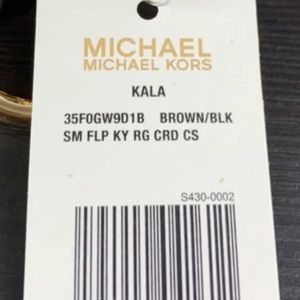 MICHAEL
MICHAEL KORS
KALA
35F0GW9D1B BROWN/BLK
SM FLP KY RG CRD CS
S430-0002